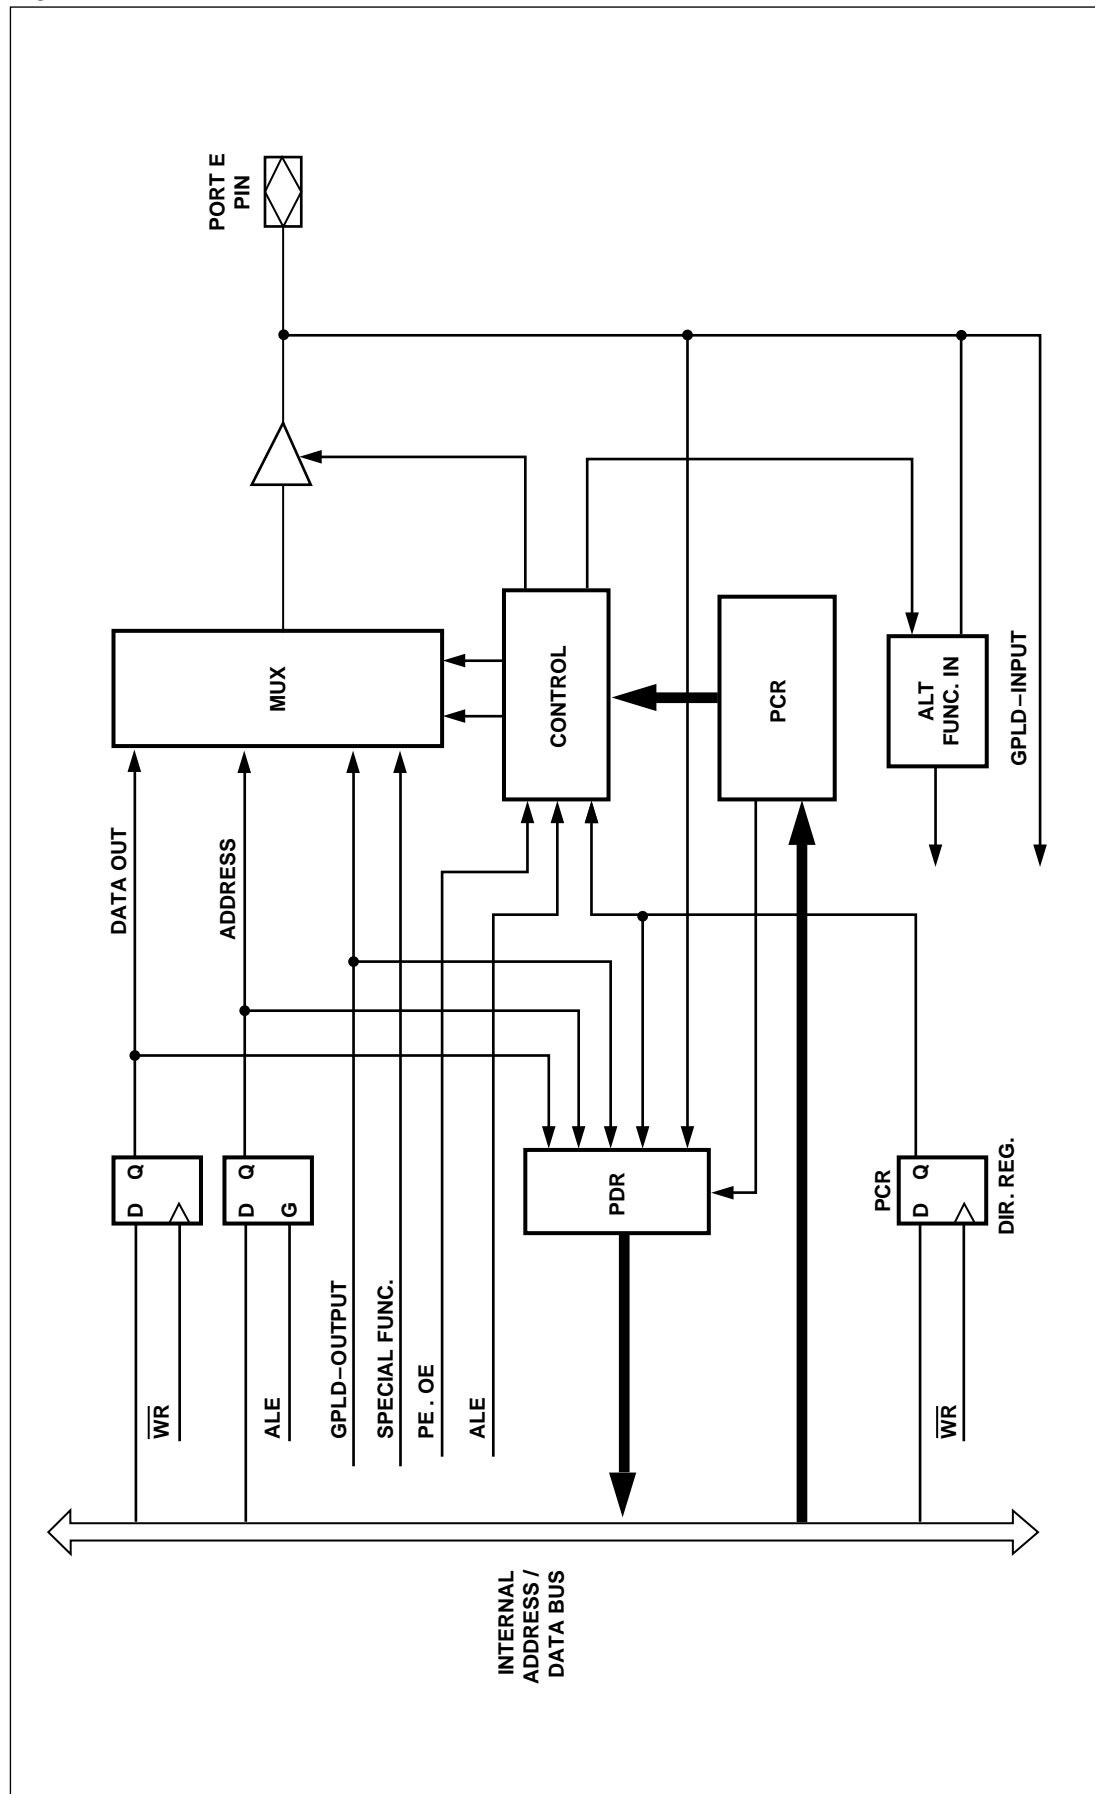 PORT E
PIN
MUX
CONTROL
PCR
ALT
FUNC. IN
GPLD–INPUT
DATA OUT
ADDRESS
D Q
D Q
G
PDR
PCR
D Q
DIR. REG.
WR
ALE
GPLD–OUTPUT
SPECIAL FUNC.
PE . OE
ALE
WR
INTERNAL
ADDRESS /
DATA BUS